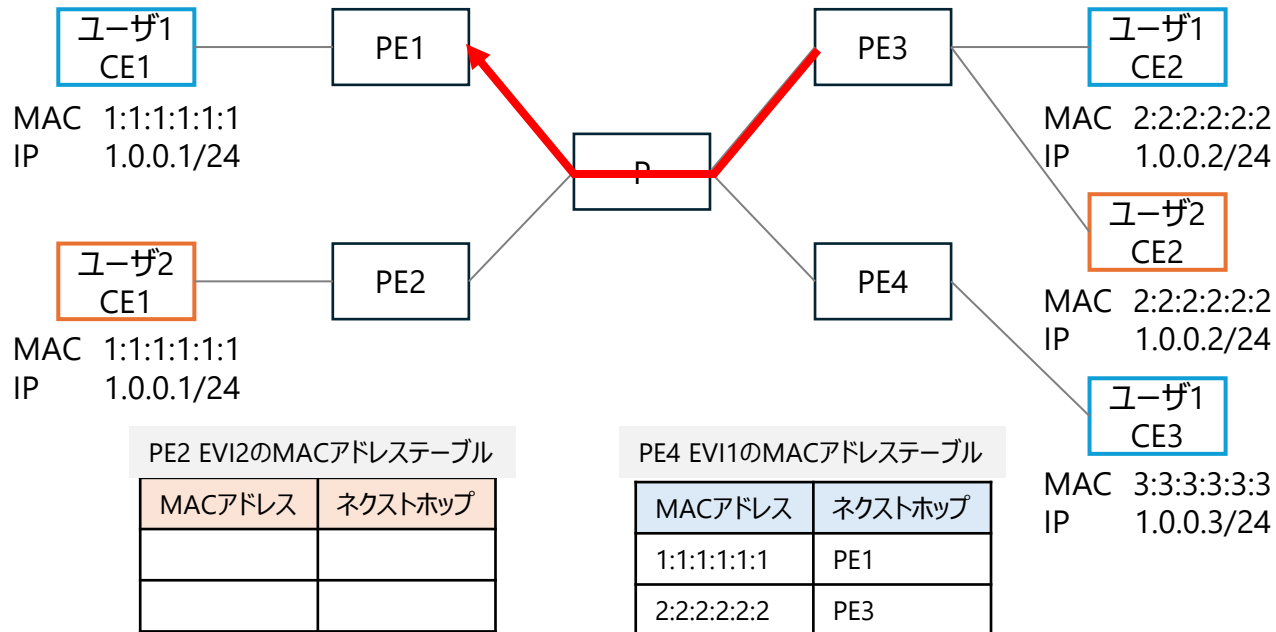 ユーザ1
CE1
MAC 1:1:1:1:1:1
IP 1.0.0.1/24
PE1
PE3
ユーザ1
CE2
MAC 2:2:2:2:2:2
IP 1.0.0.2/24
P
ユーザ2
CE1
MAC 1:1:1:1:1:1
IP 1.0.0.1/24
PE2
PE4
ユーザ2
CE2
MAC 2:2:2:2:2:2
IP 1.0.0.2/24
ユーザ1
CE3
MAC 3:3:3:3:3:3
IP 1.0.0.3/24
PE2 EVI2のMACアドレステーブル
MACアドレス ネクストホップ
PE4 EVI1のMACアドレステーブル
MACアドレス ネクストホップ
1:1:1:1:1:1 PE1
2:2:2:2:2:2 PE3